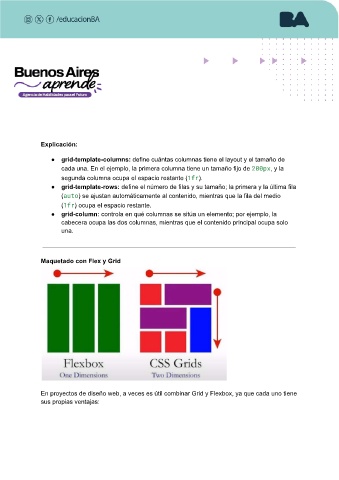 /educacionBA
BA
Buenos Aires
aprende
Agencia de Habilidades para el Futuro
Explicación:
● grid-template-columns: define cuántas columnas tiene el layout y el tamaño de
cada una. En el ejemplo, la primera columna tiene un tamaño fijo de 200px, y la
segunda columna ocupa el espacio restante (1fr).
● grid-template-rows: define el número de filas y su tamaño; la primera y la última fila
(auto) se ajustan automáticamente al contenido, mientras que la fila del medio
(1fr) ocupa el espacio restante.
● grid-column: controla en qué columnas se sitúa un elemento; por ejemplo, la
cabecera ocupa las dos columnas, mientras que el contenido principal ocupa solo
una.
Maquetado con Flex y Grid
Flexbox CSS Grids
One Dimensions Two Dimensions
En proyectos de diseño web, a veces es útil combinar Grid y Flexbox, ya que cada uno tiene
sus propias ventajas: